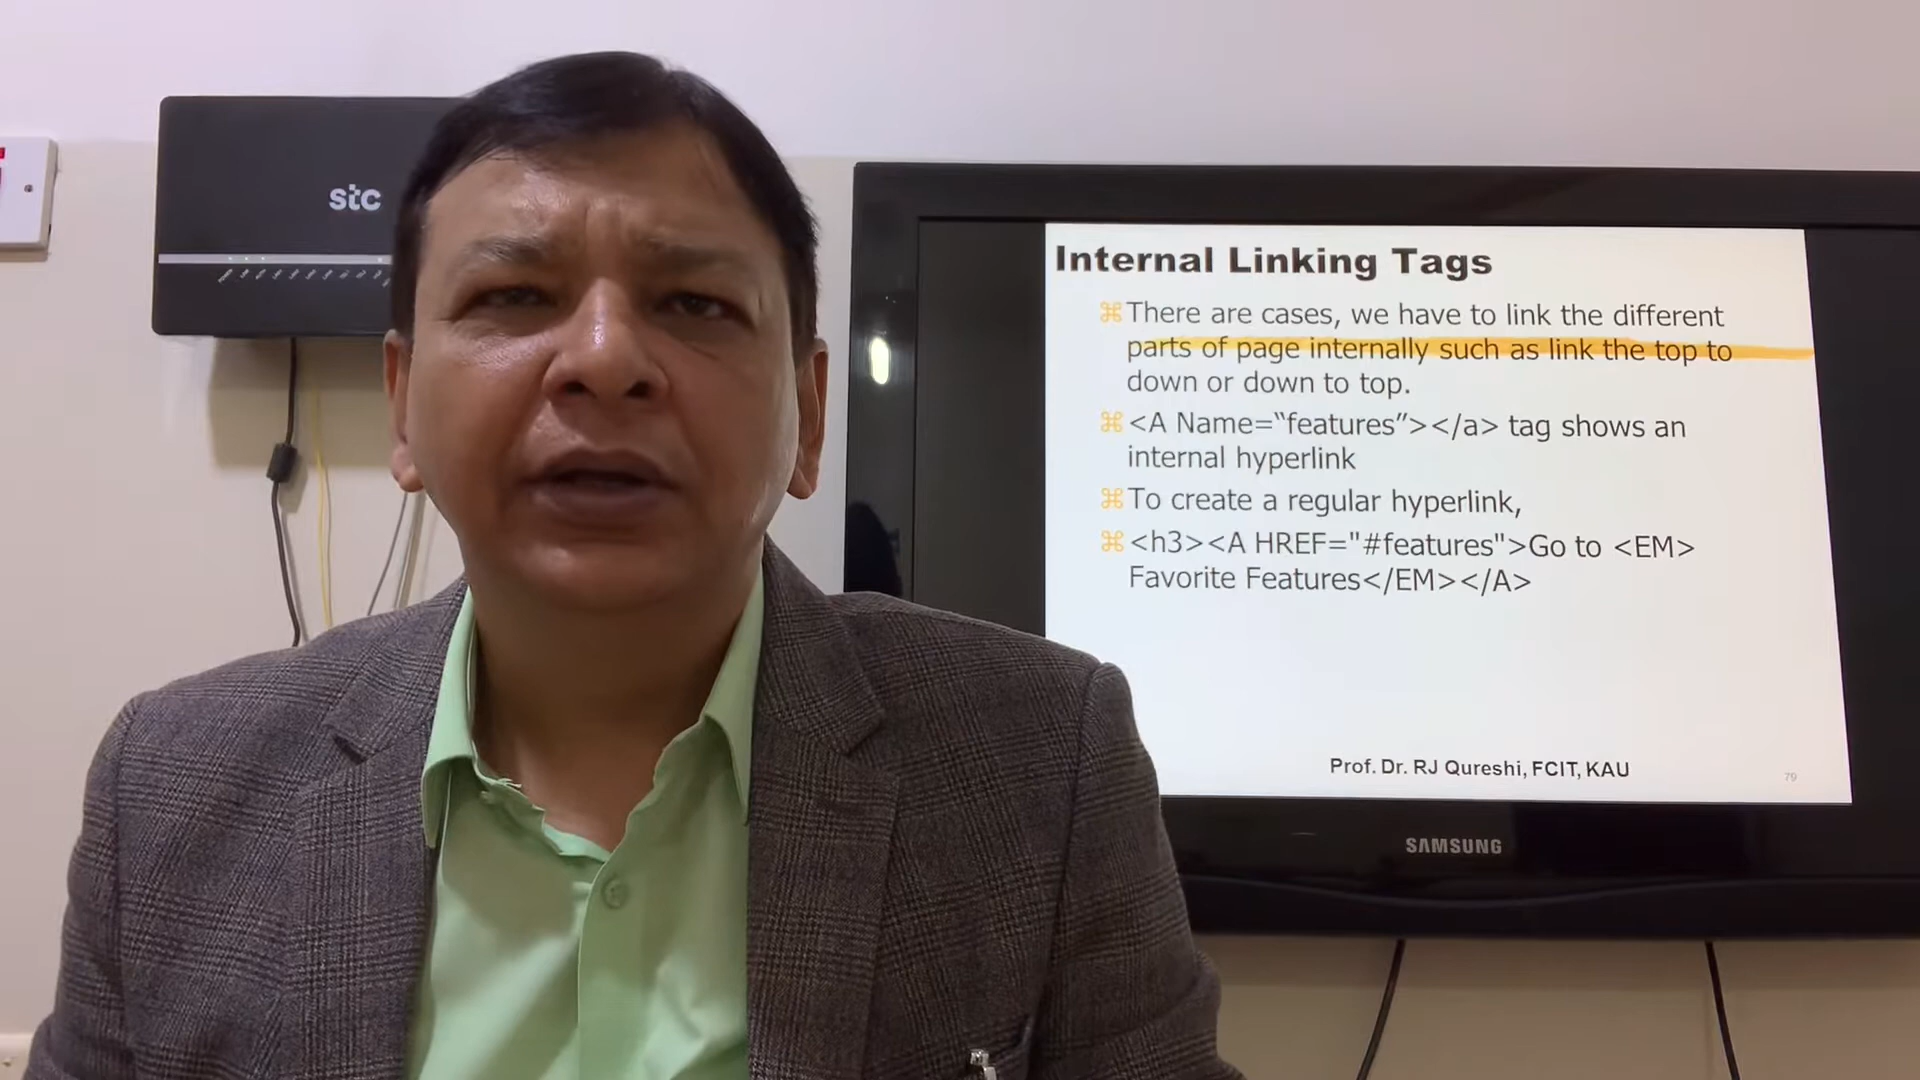 stc
Internal Linking Tags
There are cases, we have to link the different
parts of page internally such as link the top to
down or down to top.
<A Name=“features”></a> tag shows an
internal hyperlink
To create a regular hyperlink,
<h3><A HREF="#features">Go to <EM>
Favorite Features</EM></A>
Prof. Dr. RJ Qureshi, FCIT, KAU
79
SAMSUNG